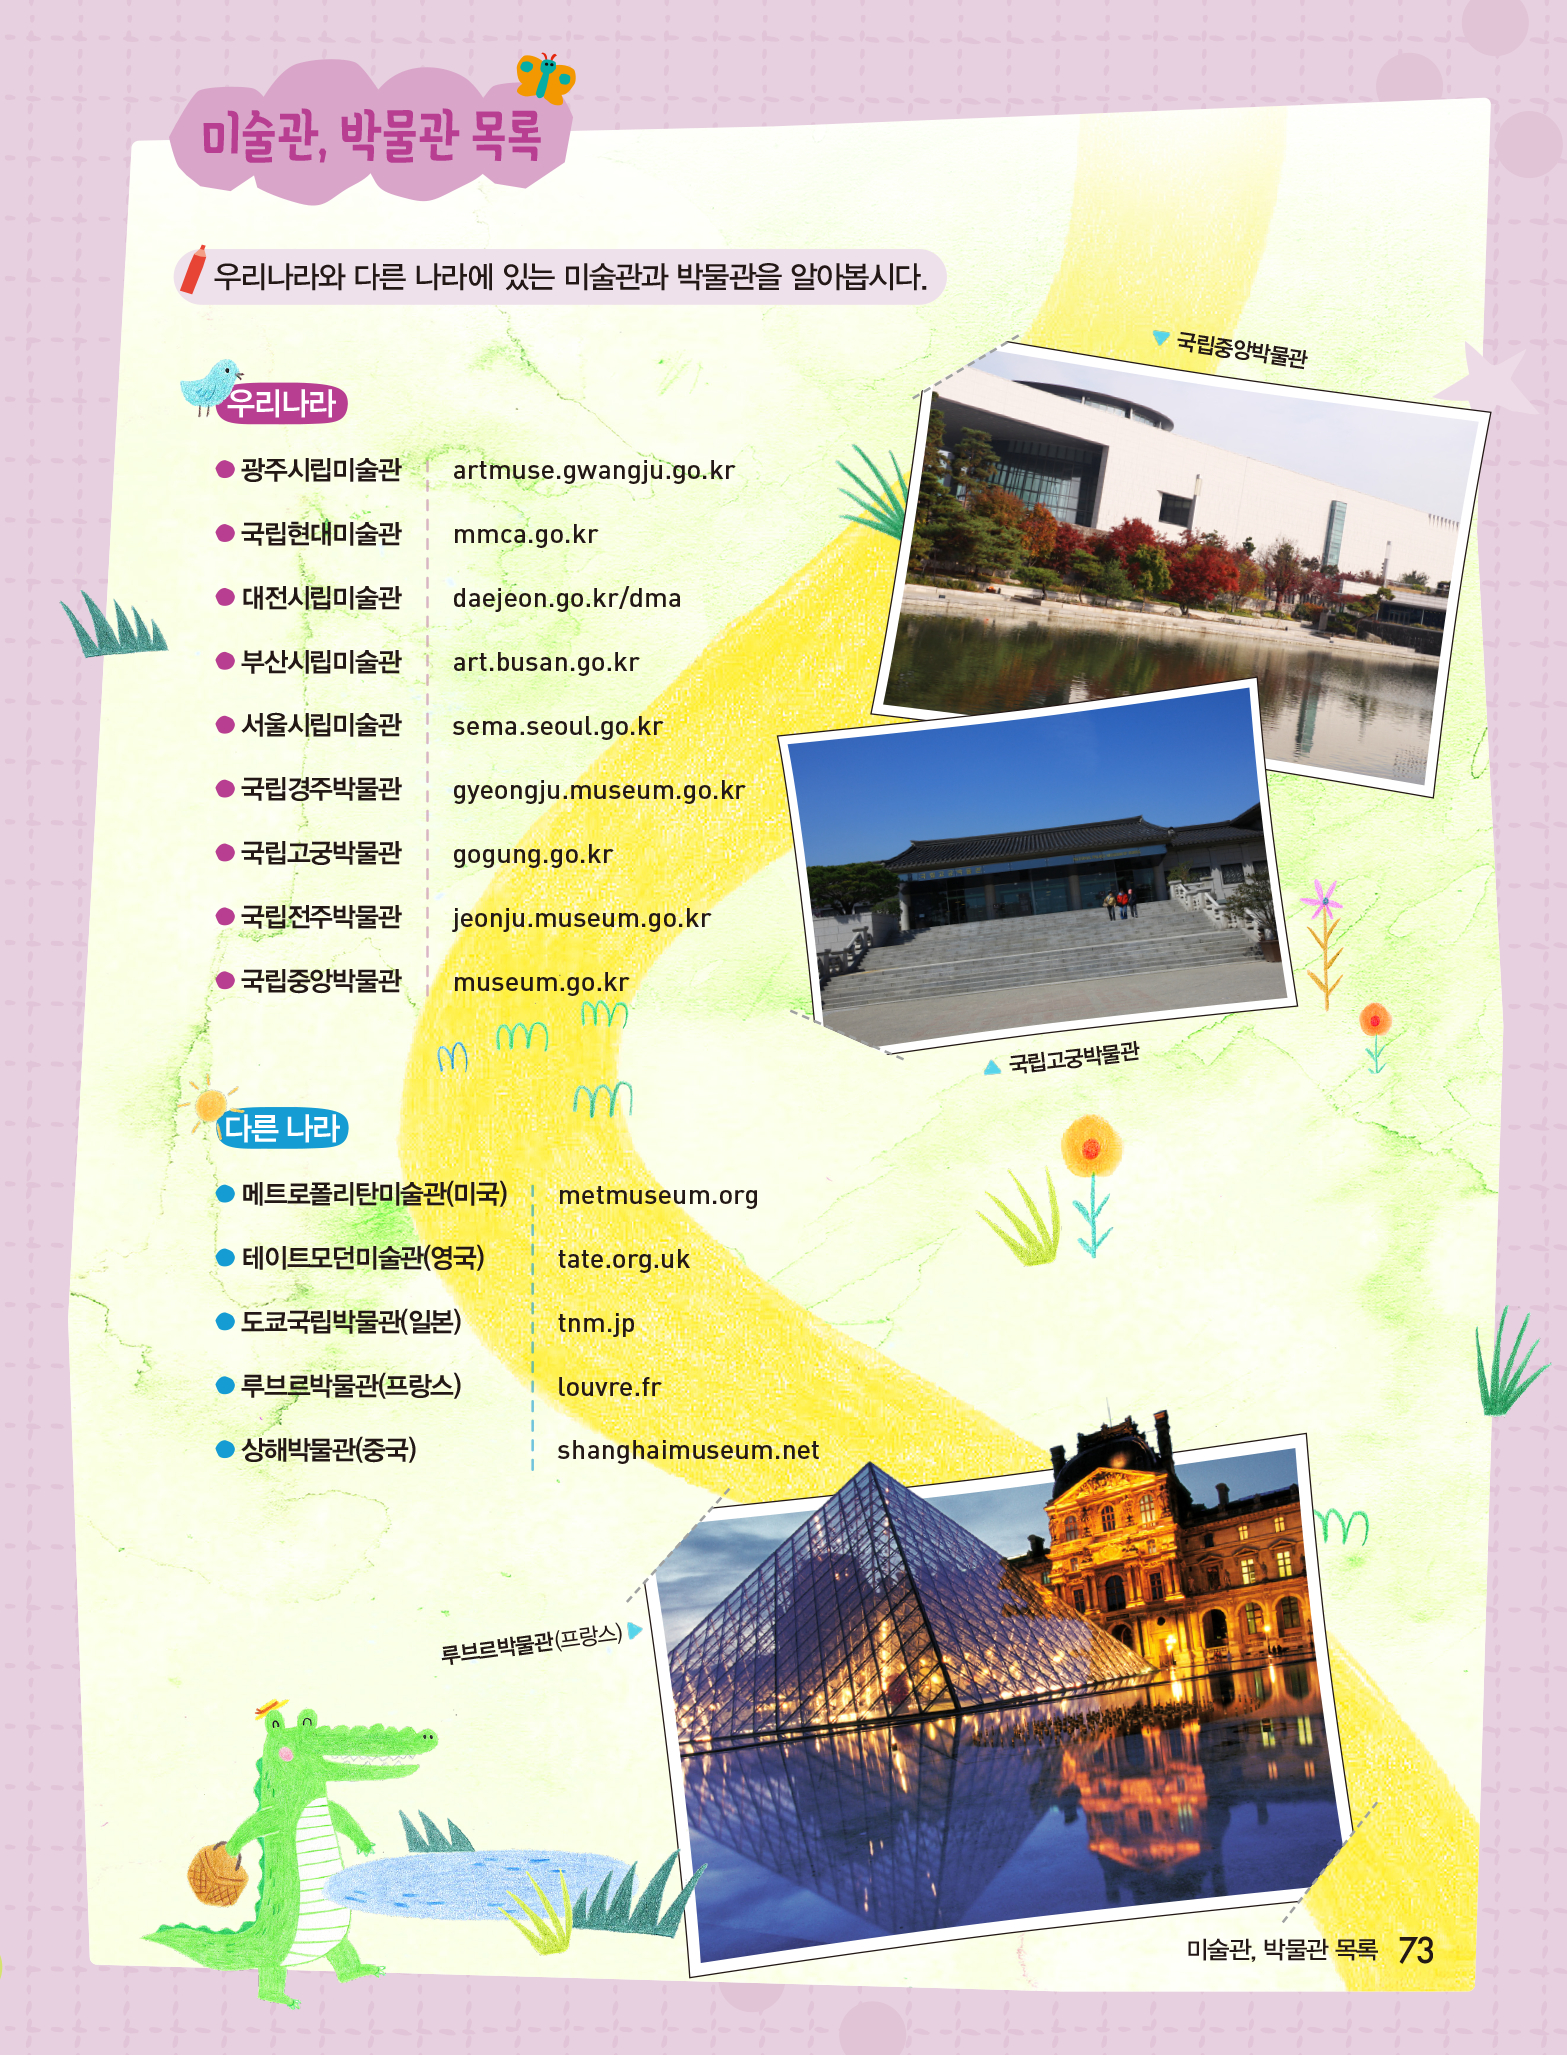 미술관, 박물관 목록
우리나라와 다른 나라에 있는 미술관과 박물관을 알아봅시다.
국립중앙박물관
우리나라
광주시립미술관 artmuse.gwangju.go.kr
국립현대미술관 mmca.go.kr
대전시립미술관 daejeon.go.kr/dma
부산시립미술관 art.busan.go.kr
서울시립미술관 sema.seoul.go.kr
국립경주박물관 gyeongju.museum.go.kr
국립고궁박물관 gogung.go.kr
국립전주박물관 jeonju.museum.go.kr
국립중앙박물관 museum.go.kr
국립고궁박물관
다른 나라
메트로폴리탄미술관(미국) metmuseum.org
테이트모던미술관(영국) tate.org.uk
도쿄국립박물관(일본) tnm.jp
루브르박물관(프랑스) louvre.fr
상해박물관(중국) shanghaimuseum.net
루브르박물관(프랑스)
미술관, 박물관 목록 73